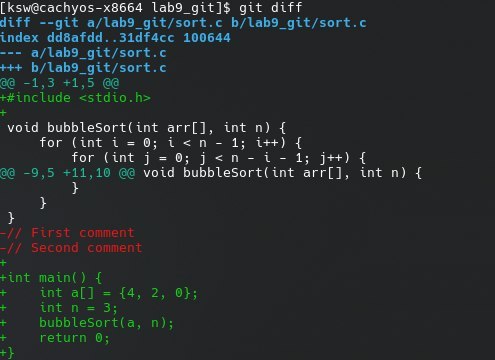 [ksw@cachyos-x8664 lab9_git]$ git diff
diff --git a/lab9_git/sort.c b/lab9_git/sort.c
index dd8afdd..31df4cc 100644
--- a/lab9_git/sort.c
+++ b/lab9_git/sort.c
@@ -1,3 +1,5 @@
+#include <stdio.h>
+
 void bubbleSort(int arr[], int n) {
     for (int i = 0; i < n - 1; i++) {
         for (int j = 0; j < n - i - 1; j++) {
@@ -9,5 +11,10 @@ void bubbleSort(int arr[], int n) {
         }
     }
 }
-// First comment
-// Second comment
+
+int main() {
+    int a[] = {4, 2, 0};
+    int n = 3;
+    bubbleSort(a, n);
+    return 0;
+}